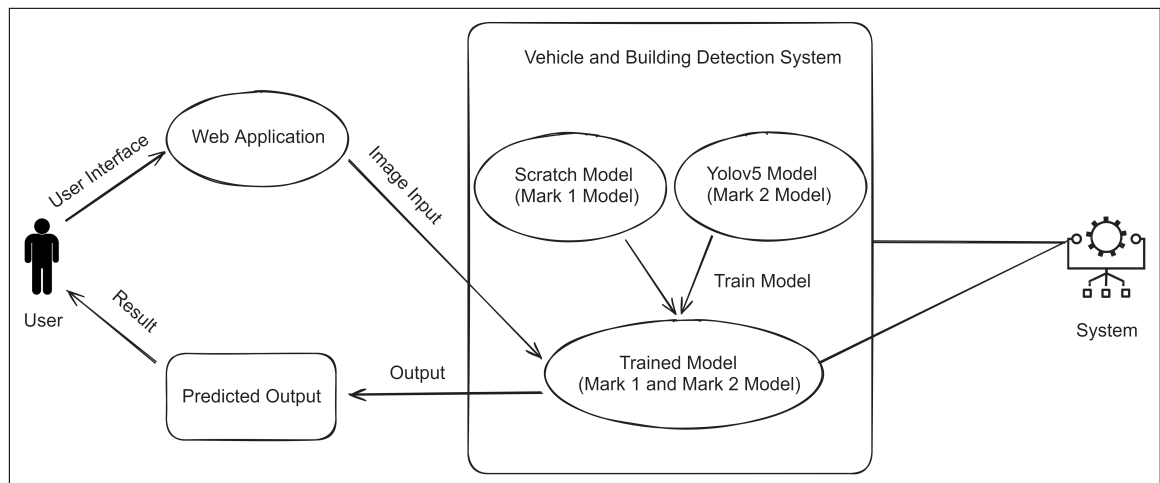 Vehicle and Building Detection System
Web Application
User Interface
Image Input
Scratch Model
(Mark 1 Model)
Yolov5 Model
(Mark 2 Model)
Train Model
User
Result
System
Trained Model
(Mark 1 and Mark 2 Model)
Output
Predicted Output